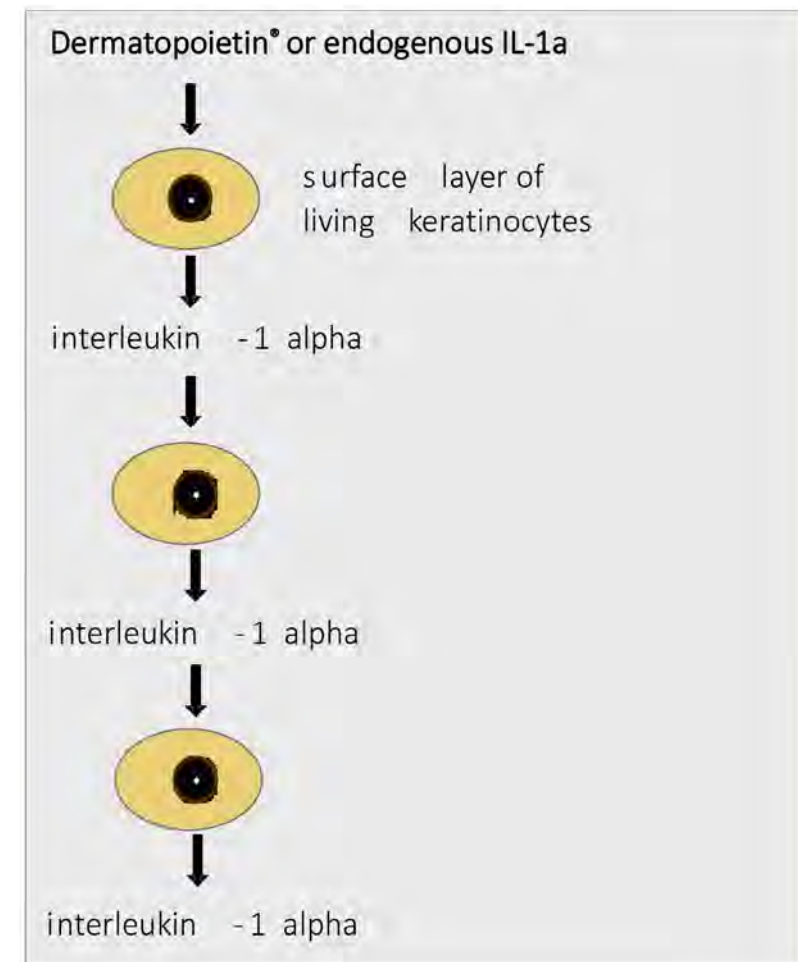 Dermatopoietin® or endogenous IL-1a
surface layer of
living keratinocytes
interleukin -1 alpha
interleukin -1 alpha
interleukin -1 alpha